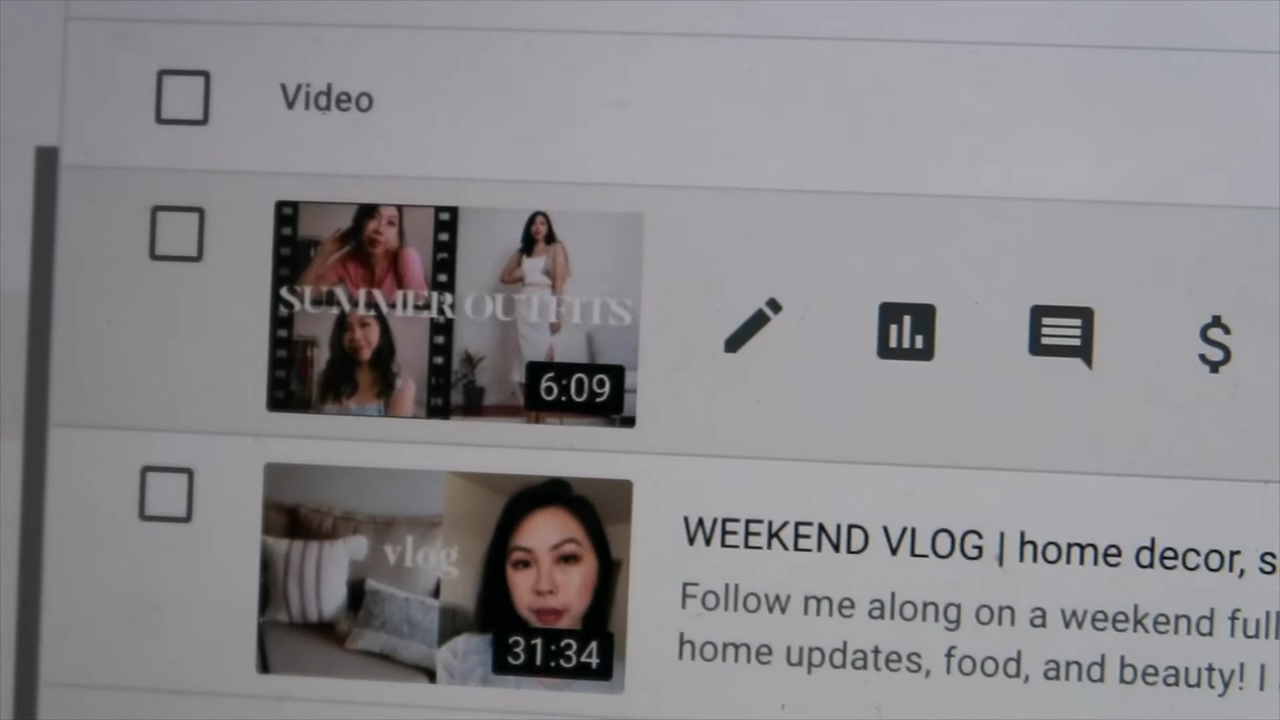 Video
SUMMER OUTFITS
6:09
$
vlog
31:34
WEEKEND VLOG | home decor, s
Follow me along on a weekend full
home updates, food, and beauty! I